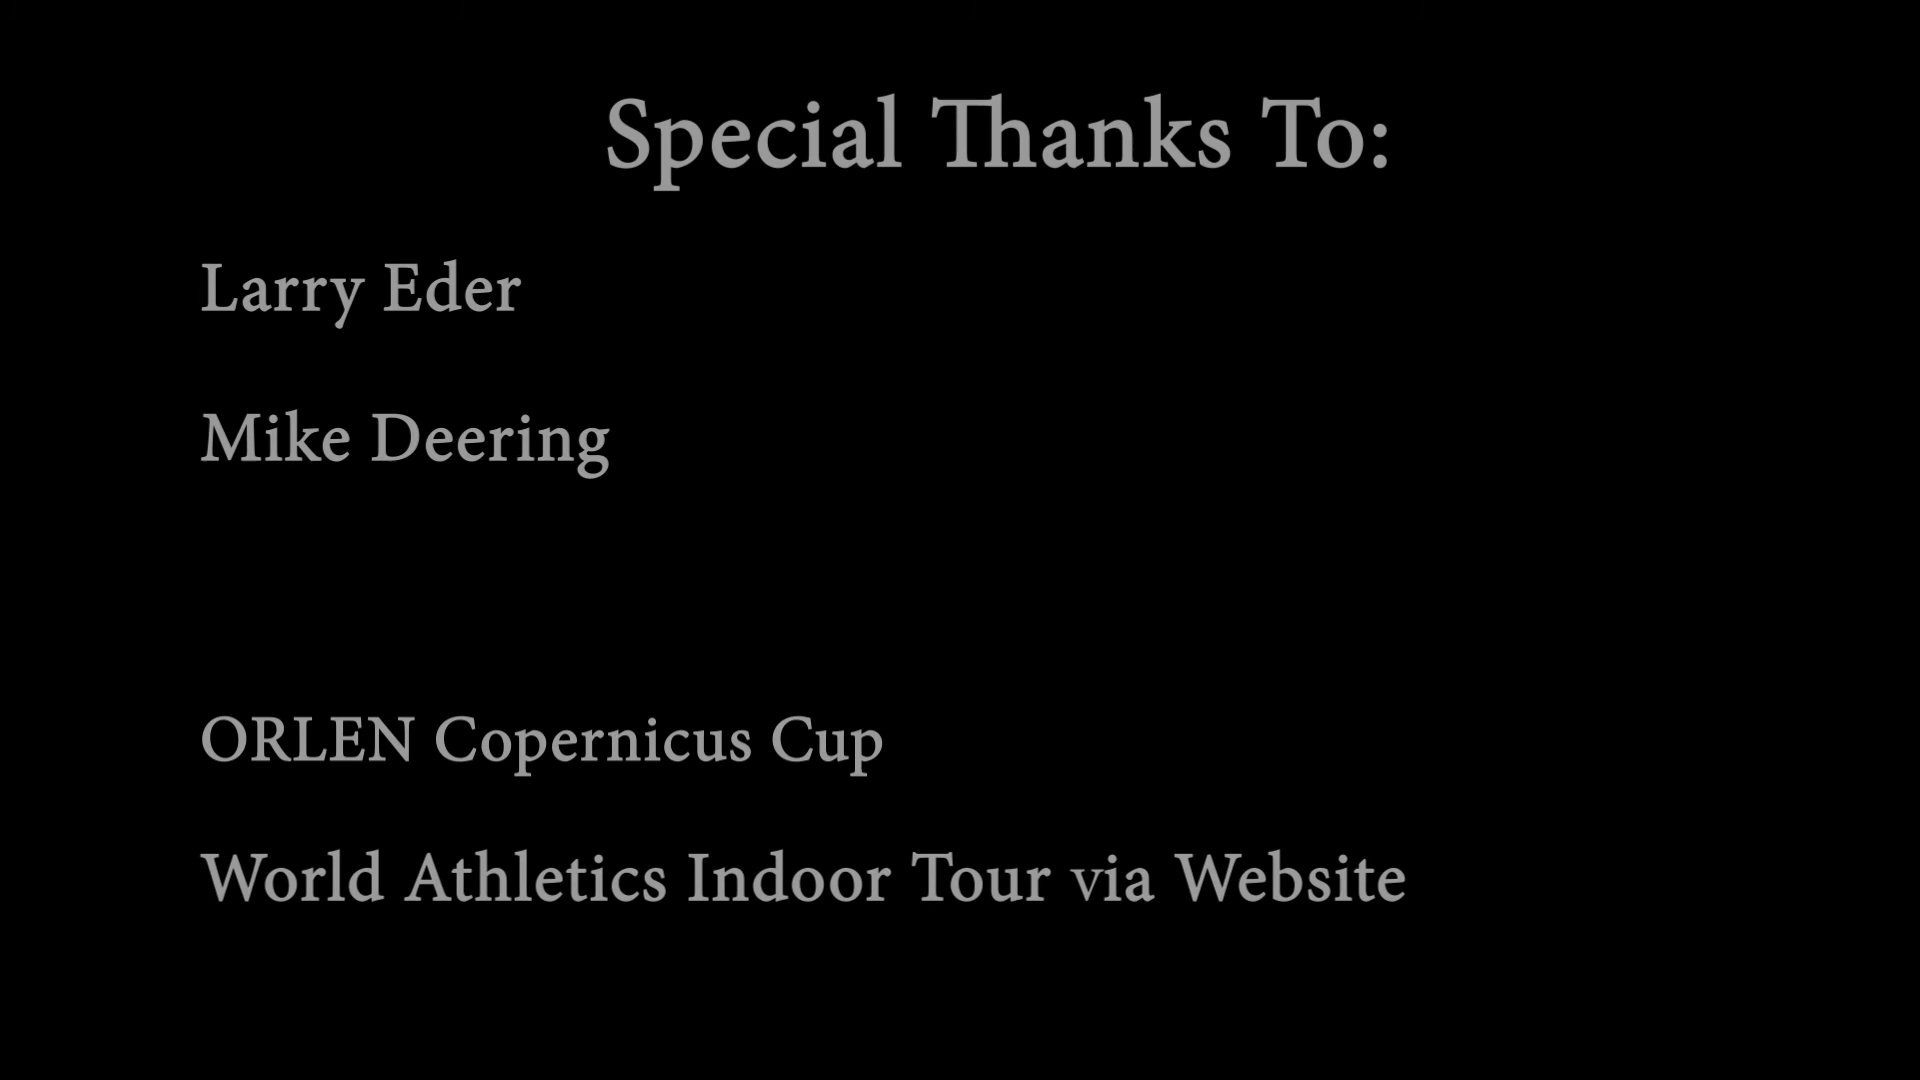 Special Thanks To:
Larry Eder
Mike Deering
ORLEN Copernicus Cup
World Athletics Indoor Tour via Website